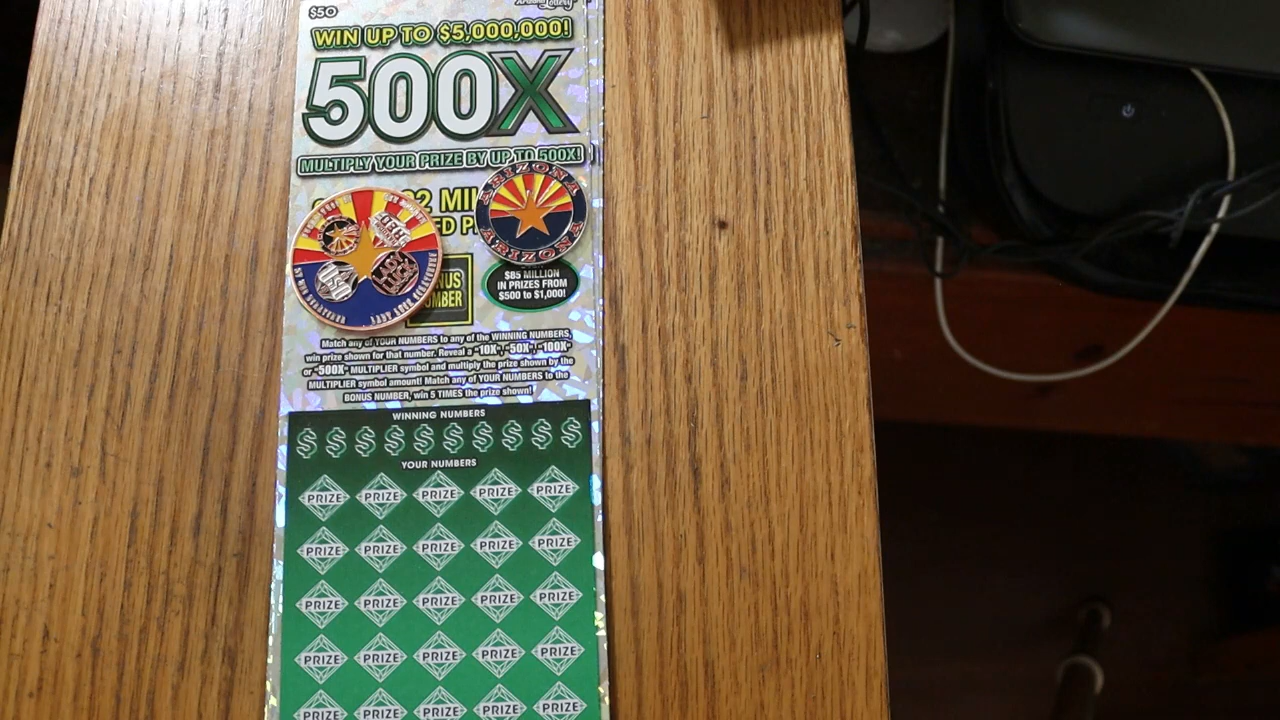 $50
Arizona Lottery
WIN UP TO $5,000,000!
500X
MULTIPLY YOUR PRIZE BY UP TO 500X!
ARIZONA
ARIZONA
LADY LUCK
USA
BONUS
NUMBER
$85 MILLION
IN PRIZES FROM
$500 to $1,000!
Match any of YOUR NUMBERS to any of the WINNING NUMBERS,
win prize shown for that number. Reveal a "10X", "50X", "100X"
or "500X" MULTIPLIER symbol and multiply the prize shown by the
MULTIPLIER symbol amount! Match any of YOUR NUMBERS to the
BONUS NUMBER, win 5 TIMES the prize shown!
WINNING NUMBERS
$ $ $ $ $ $ $ $ $ $
YOUR NUMBERS
PRIZE PRIZE PRIZE PRIZE PRIZE
PRIZE PRIZE PRIZE PRIZE PRIZE
PRIZE PRIZE PRIZE PRIZE PRIZE
PRIZE PRIZE PRIZE PRIZE PRIZE
PRIZE PRIZE PRIZE PRIZE PRIZE